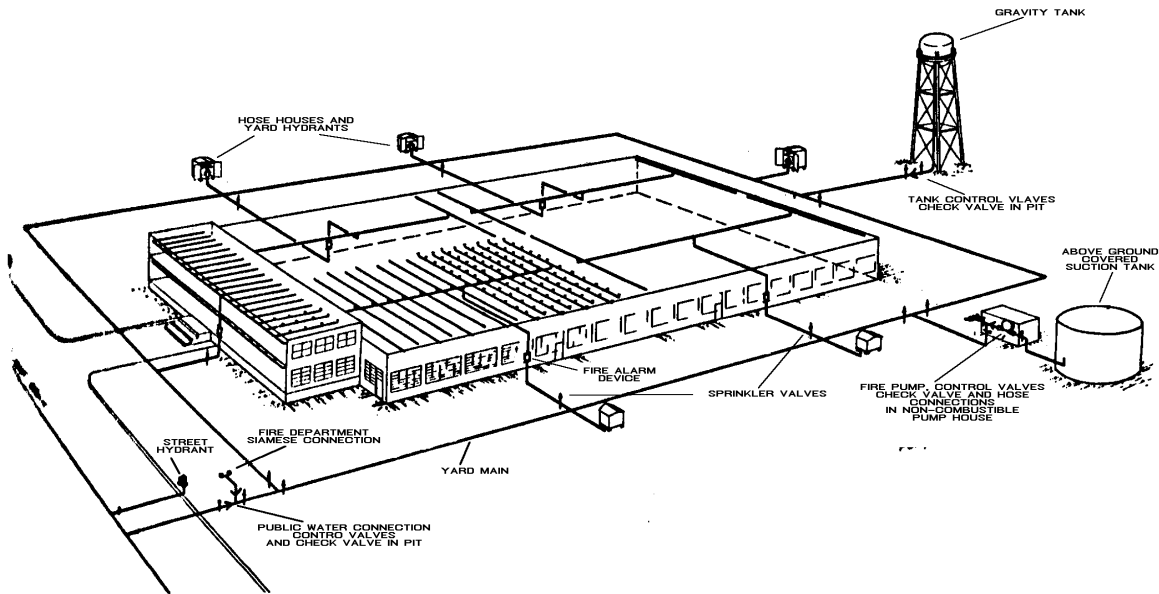 GRAVITY TANK
HOSE HOUSES AND
YARD HYDRANTS
TANK CONTROL VLAVES
CHECK VALVE IN PIT
ABOVE GROUND
COVERED
SUCTION TANK
FIRE ALARM
DEVICE
SPRINKLER VALVES
FIRE PUMP, CONTROL VALVES
CHECK VALVE AND HOSE
CONNECTIONS
IN NON-COMBUSTIBLE
PUMP HOUSE
FIRE DEPARTMENT
SIAMESE CONNECTION
STREET
HYDRANT
YARD MAIN
PUBLIC WATER CONNECTION
CONTRO VALVES
AND CHECK VALVE IN PIT